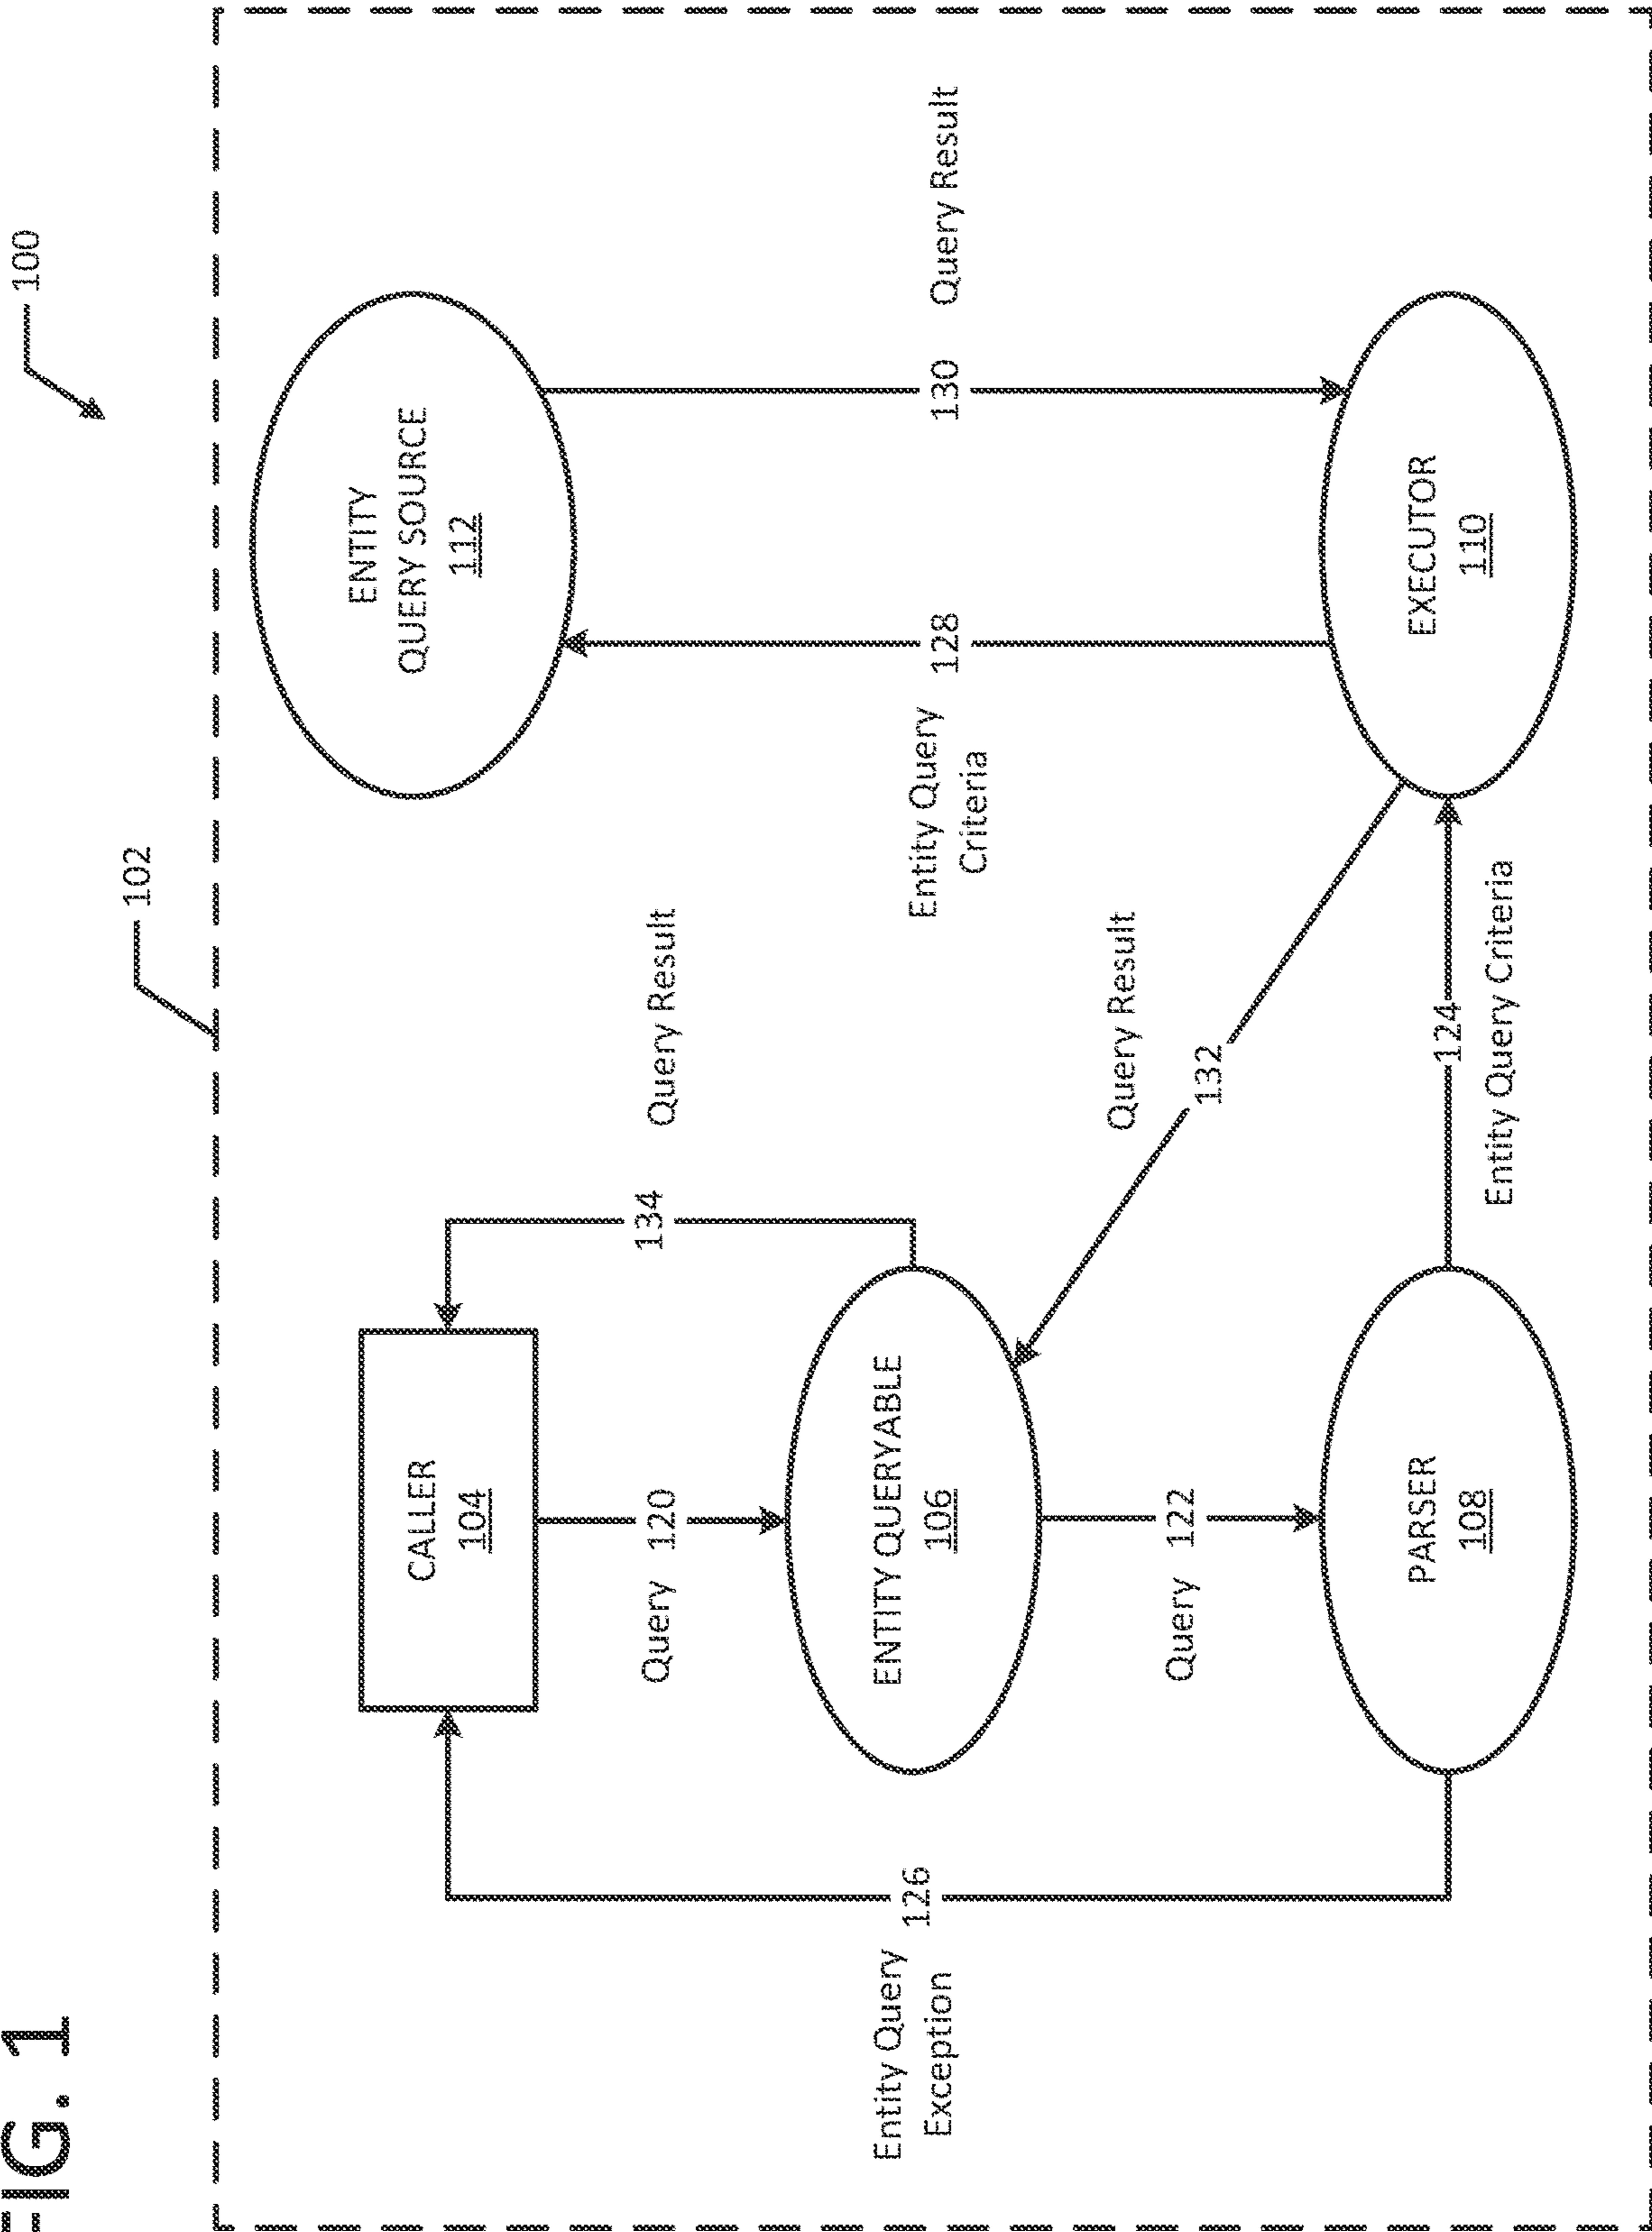 FIG. 1
100
102
CALLER
104
ENTITY
QUERY SOURCE
112
134
Query Result
Query 120
Entity Query
Exception
126
ENTITY QUERYABLE
106
Entity Query
Criteria
128
130
Query Result
Query 122
132
Query Result
PARSER
108
124
Entity Query Criteria
EXECUTOR
110